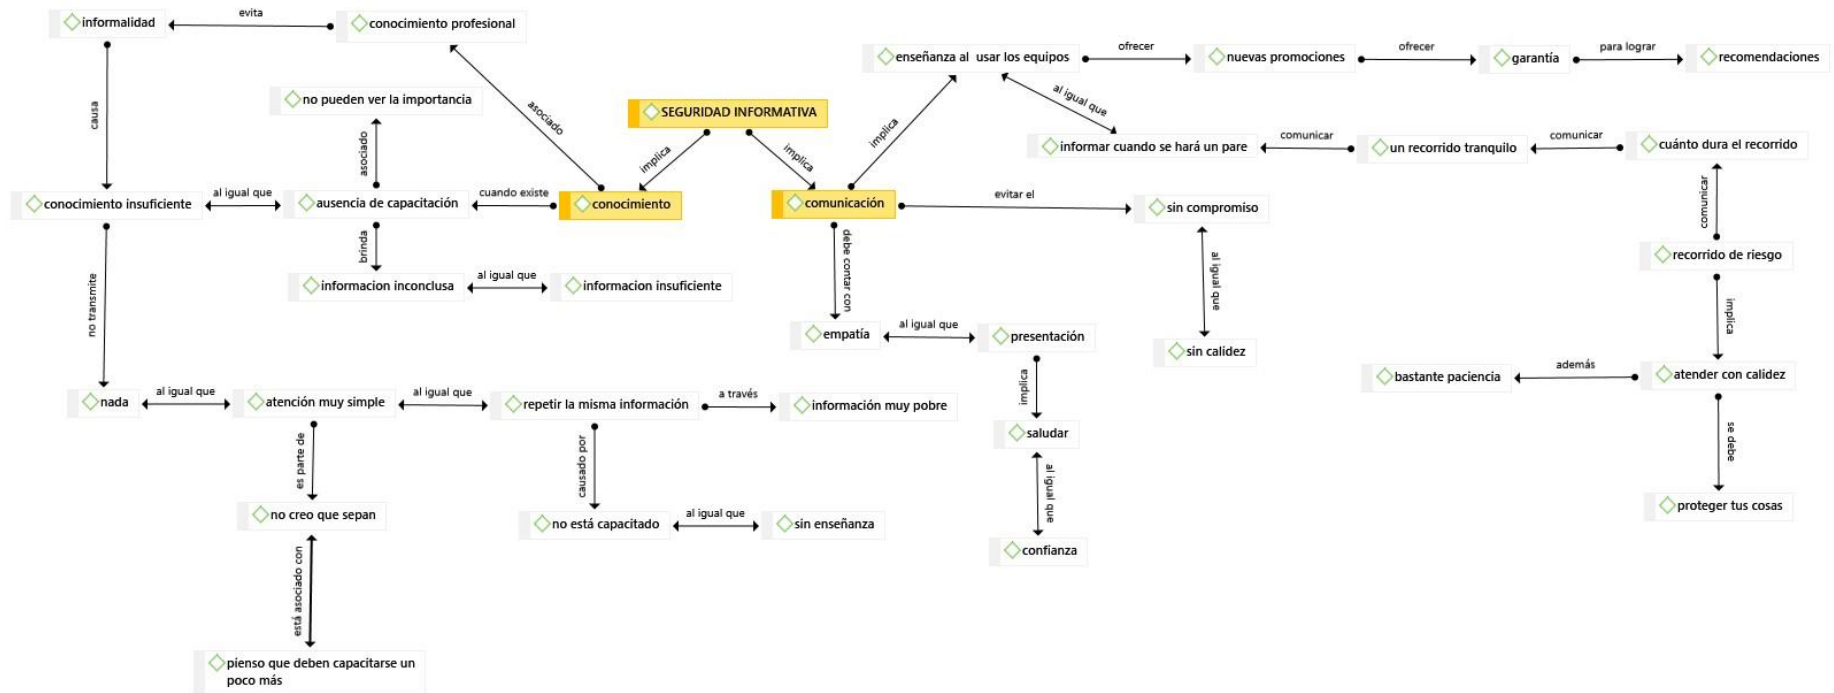 informalidad
evita
conocimiento profesional
enseñanza al  usar los equipos
ofrecer
nuevas promociones
ofrecer
garantía
para lograr
recomendaciones
causa
no pueden ver la importancia
asociado
SEGURIDAD INFORMATIVA
al igual que
implica
informar cuando se hará un pare
comunicar
un recorrido tranquilo
comunicar
cuánto dura el recorrido
asociado
implica
implica
conocimiento insuficiente
al igual que
ausencia de capacitación
cuando existe
conocimiento
comunicación
evitar el
sin compromiso
comunicar
brinda
debe contar con
al igual que
recorrido de riesgo
informacion inconclusa
al igual que
informacion insuficiente
no transmite
implica
empatía
al igual que
presentación
sin calidez
bastante paciencia
además
atender con calidez
nada
al igual que
atención muy simple
al igual que
repetir la misma información
a través
información muy pobre
implica
saludar
es parte de
causado por
se debe
al igual que
no creo que sepan
no está capacitado
al igual que
sin enseñanza
proteger tus cosas
confianza
está asociado con
pienso que deben capacitarse un
poco más